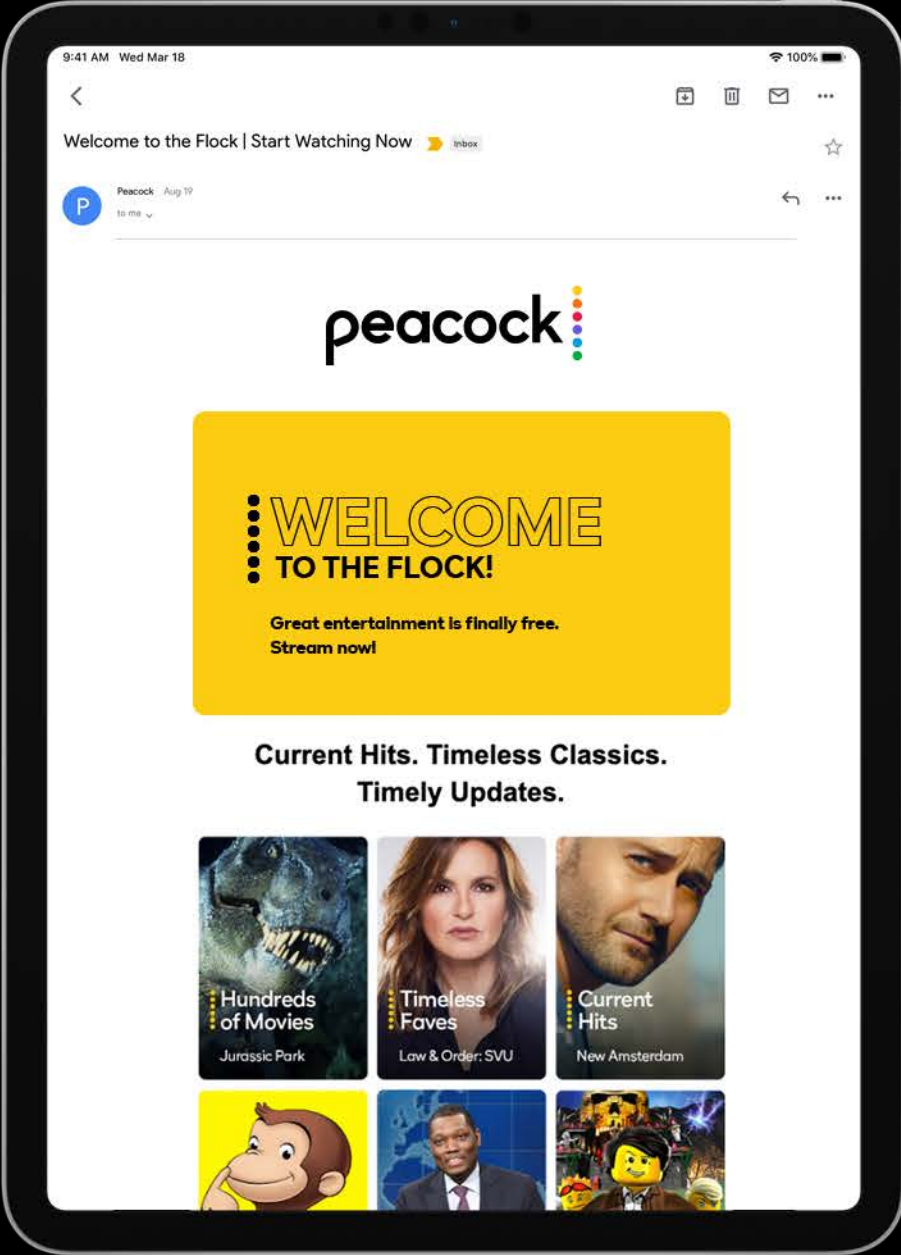 9:41 AM Wed Mar 18
100%
Welcome to the Flock | Start Watching Now
Inbox
Peacock Aug 19
P
to me
peacock
WELCOME
TO THE FLOCK!
Great entertainment is finally free.
Stream now!
Current Hits. Timeless Classics.
Timely Updates.
Hundreds
of Movies
Jurassic Park
Timeless
Faves
Law & Order: SVU
Current
Hits
New Amsterdam